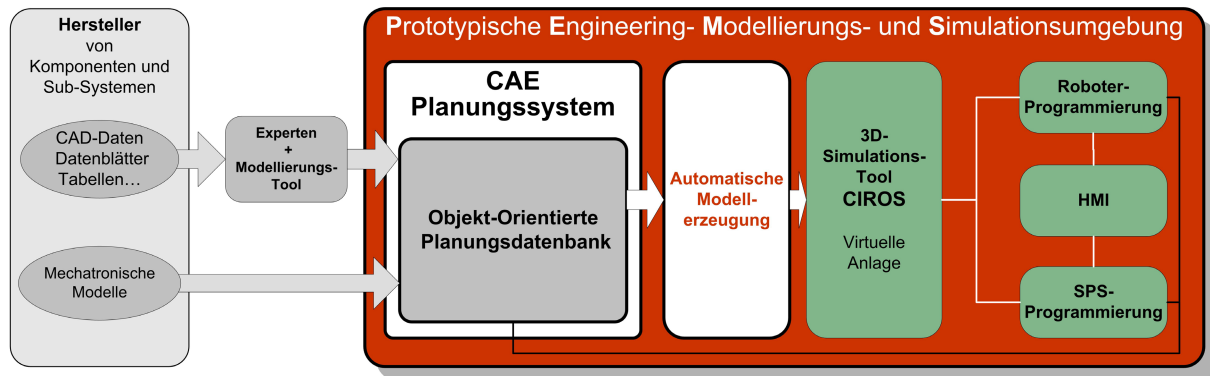 Hersteller
von
Komponenten und
Sub-Systemen
CAD-Daten
Datenblätter
Tabellen…
Mechatronische
Modelle
Experten
+
Modellierungs-
Tool
Prototypische Engineering- Modellierungs- und Simulationsumgebung
CAE
Planungssystem
Objekt-Orientierte
Planungsdatenbank
Automatische
Modell-
erzeugung
3D-
Simulations-
Tool
CIROS
Virtuelle
Anlage
Roboter-
Programmierung
HMI
SPS-
Programmierung